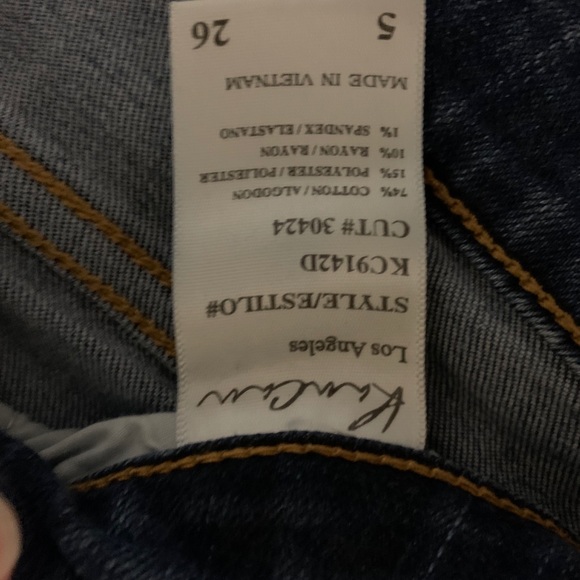 KanCan
Los Angeles
STYLE/ESTILO#
KC9142D
CUT# 30424
74% COTTON/ALGODON
15% POLYESTER/POLIESTER
10% RAYON/RAYON
1% SPANDEX/ELASTANO
MADE IN VIETNAM
5 26